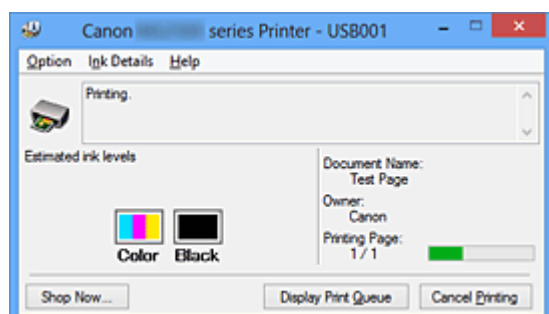 Canon series Printer - USB001
Option Ink Details Help
Printing.
Estimated ink levels
Document Name:
Test Page
Owner:
Canon
Printing Page:
1 / 1
Color Black
Shop Now... Display Print Queue Cancel Printing